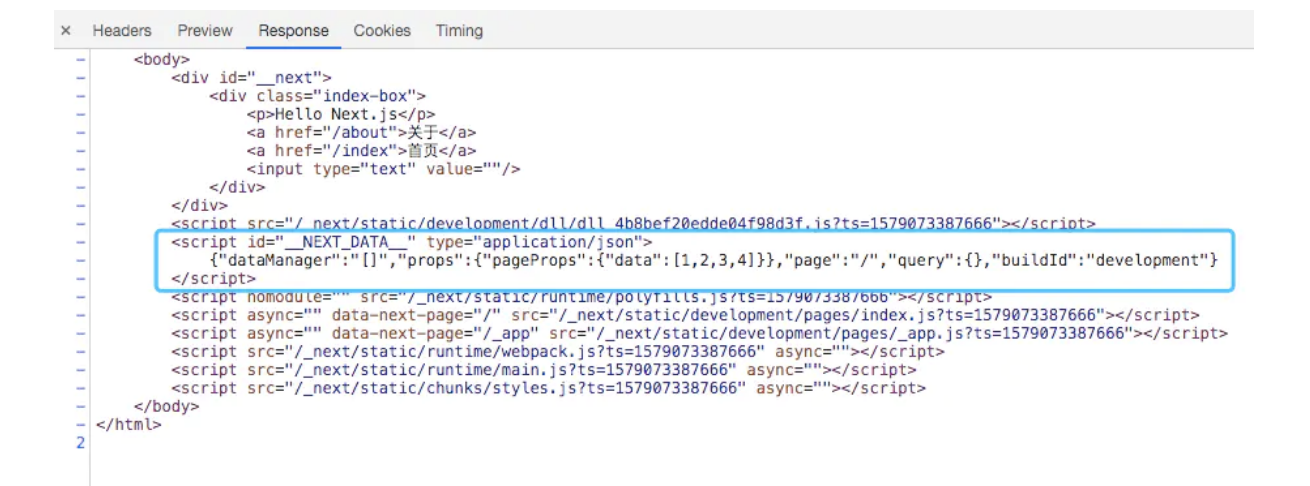 × Headers Preview Response Cookies Timing
<body>
<div id="__next">
<div class="index-box">
<p>Hello Next.js</p>
<a href="/about">关于</a>
<a href="/index">首页</a>
<input type="text" value=""/>
</div>
</div>
<script src="/_next/static/development/dll/dll_4b8bef20edde04f98d3f.js?ts=1579073387666"></script>
<script id="__NEXT_DATA__" type="application/json">
{"dataManager":"[]","props":{"pageProps":{"data":[1,2,3,4]}},"page":"/","query":{},"buildId":"development"}
</script>
<script nomodule="" src="/_next/static/runtime/polyfills.js?ts=1579073387666"></script>
<script async="" data-next-page="/" src="/_next/static/development/pages/index.js?ts=1579073387666"></script>
<script async="" data-next-page="/_app" src="/_next/static/development/pages/_app.js?ts=1579073387666"></script>
<script src="/_next/static/runtime/webpack.js?ts=1579073387666" async=""></script>
<script src="/_next/static/runtime/main.js?ts=1579073387666" async=""></script>
<script src="/_next/static/chunks/styles.js?ts=1579073387666" async=""></script>
</body>
</html>
2